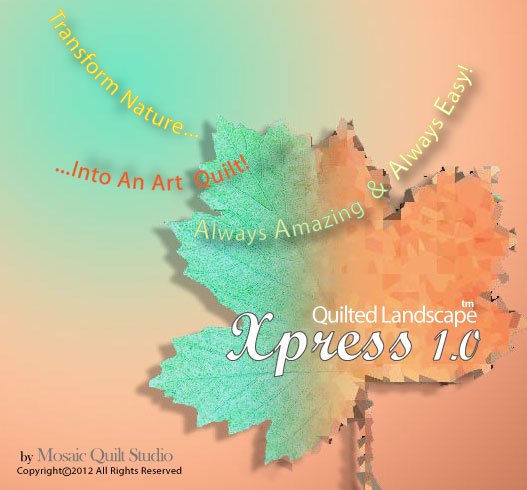 Transform Nature...
...Into An Art Quilt!
Always Amazing & Always Easy!
Quilted Landscape tm
Xpress 1.0
by Mosaic Quilt Studio
Copyright©2012 All Rights Reserved